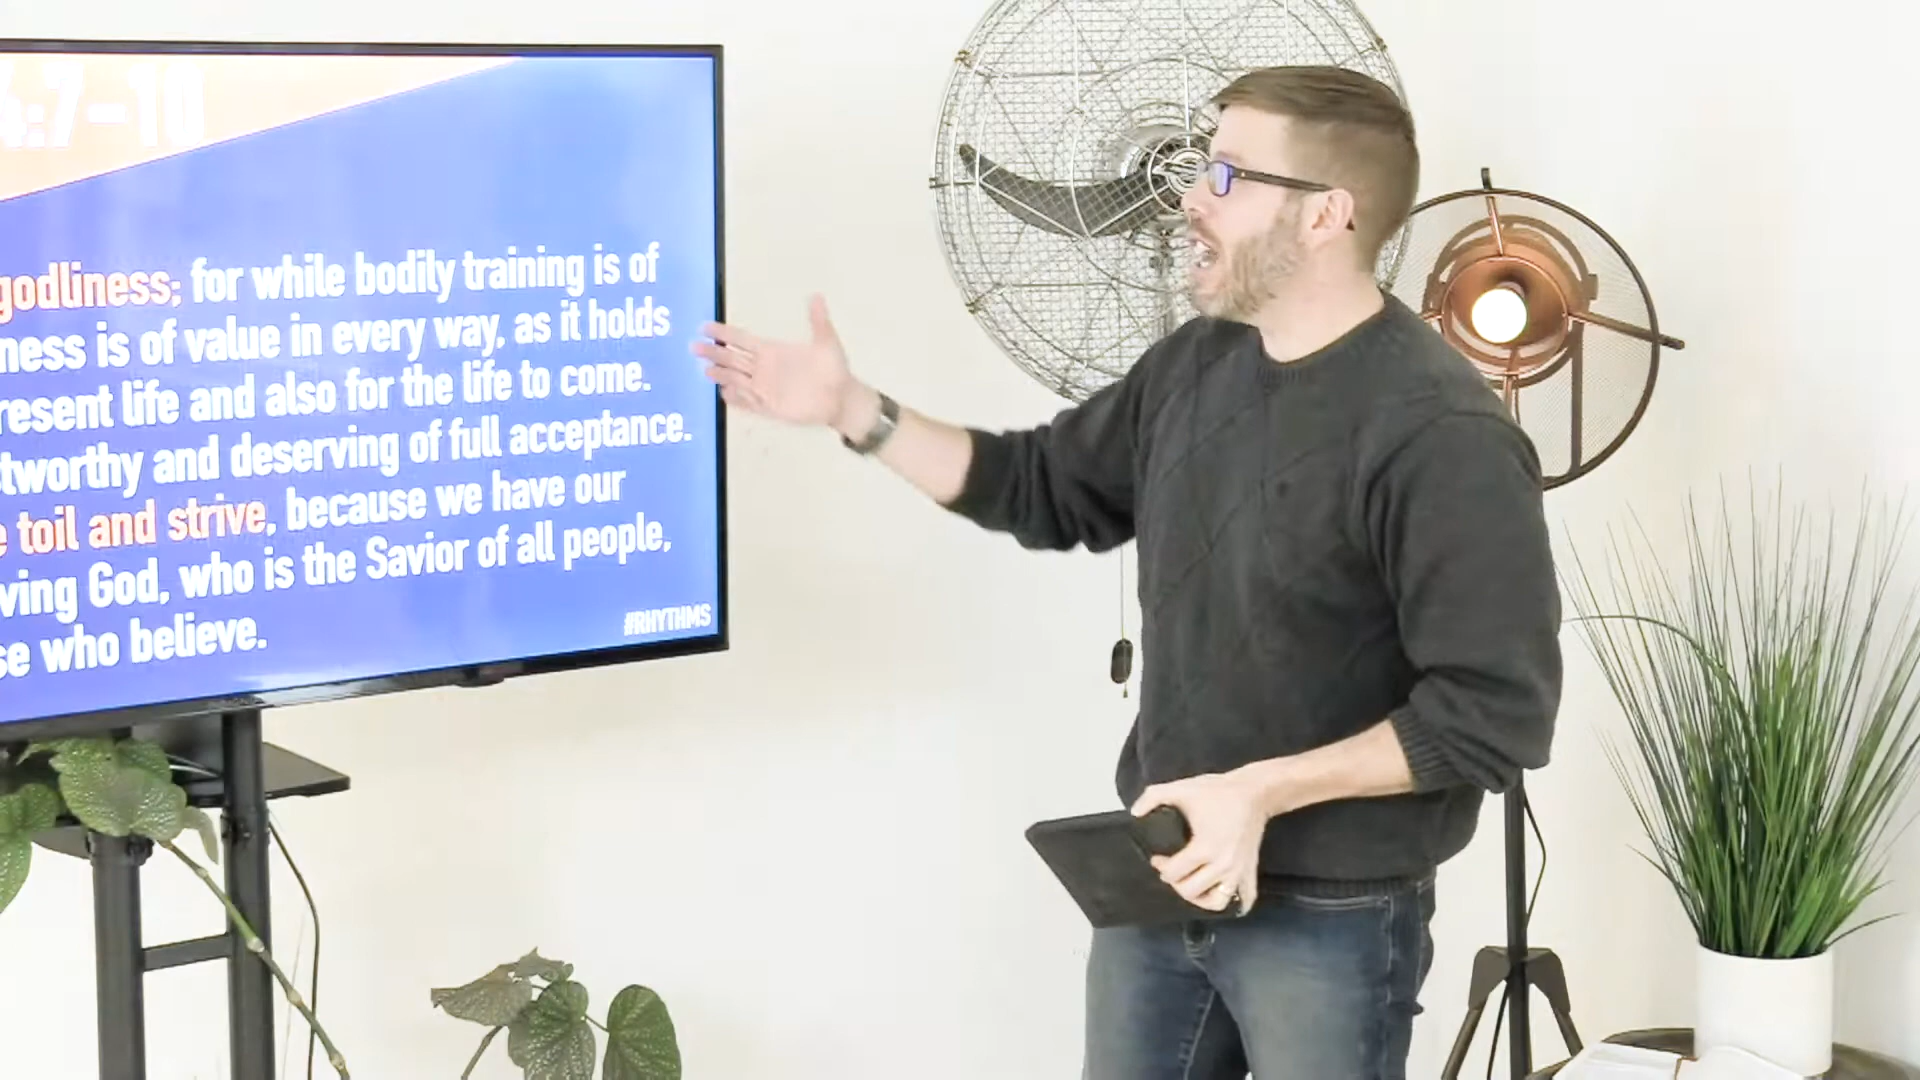 4:7-10
godliness; for while bodily training is of
ness is of value in every way, as it holds
resent life and also for the life to come.
tworthy and deserving of full acceptance.
e toil and strive, because we have our
ving God, who is the Savior of all people,
se who believe.
#RHYTHMS